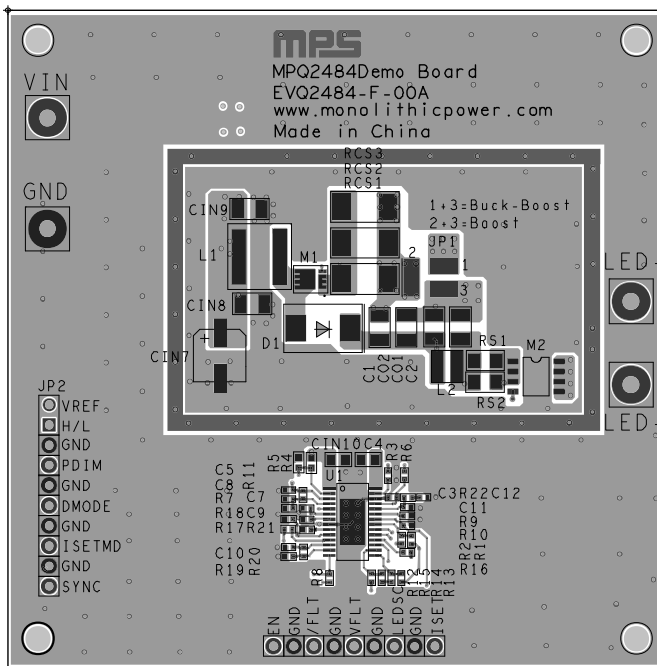 mps
MPQ2484Demo Board
EVQ2484-F-00A
www.monolithicpower.com
Made in China
VIN
GND
RCS3
RCS2
RCS1
CIN9
1+3=Buck-Boost
2+3=Boost
JP1
L1
M1
2
1
3
LED-
CIN8
D1
CIN7
C1
CO2
CO1
C2
L2
RS1
RS2
M2
LED-
JP2
VREF
H/L
GND
PDIM
GND
DMODE
GND
ISETMD
GND
SYNC
CIN10 C4
U1
R5
R4
R3
R6
C5
C8
R11
R7 C7
R18 C9
R17 R21
C10
R20
R19
R8
C3 R22 C12
C11
R9
R10
R2
R1
R16
R12
R15
R14
R13
EN
GND
/FLT
GND
VFLT
GND
LEDSC
GND
ISET